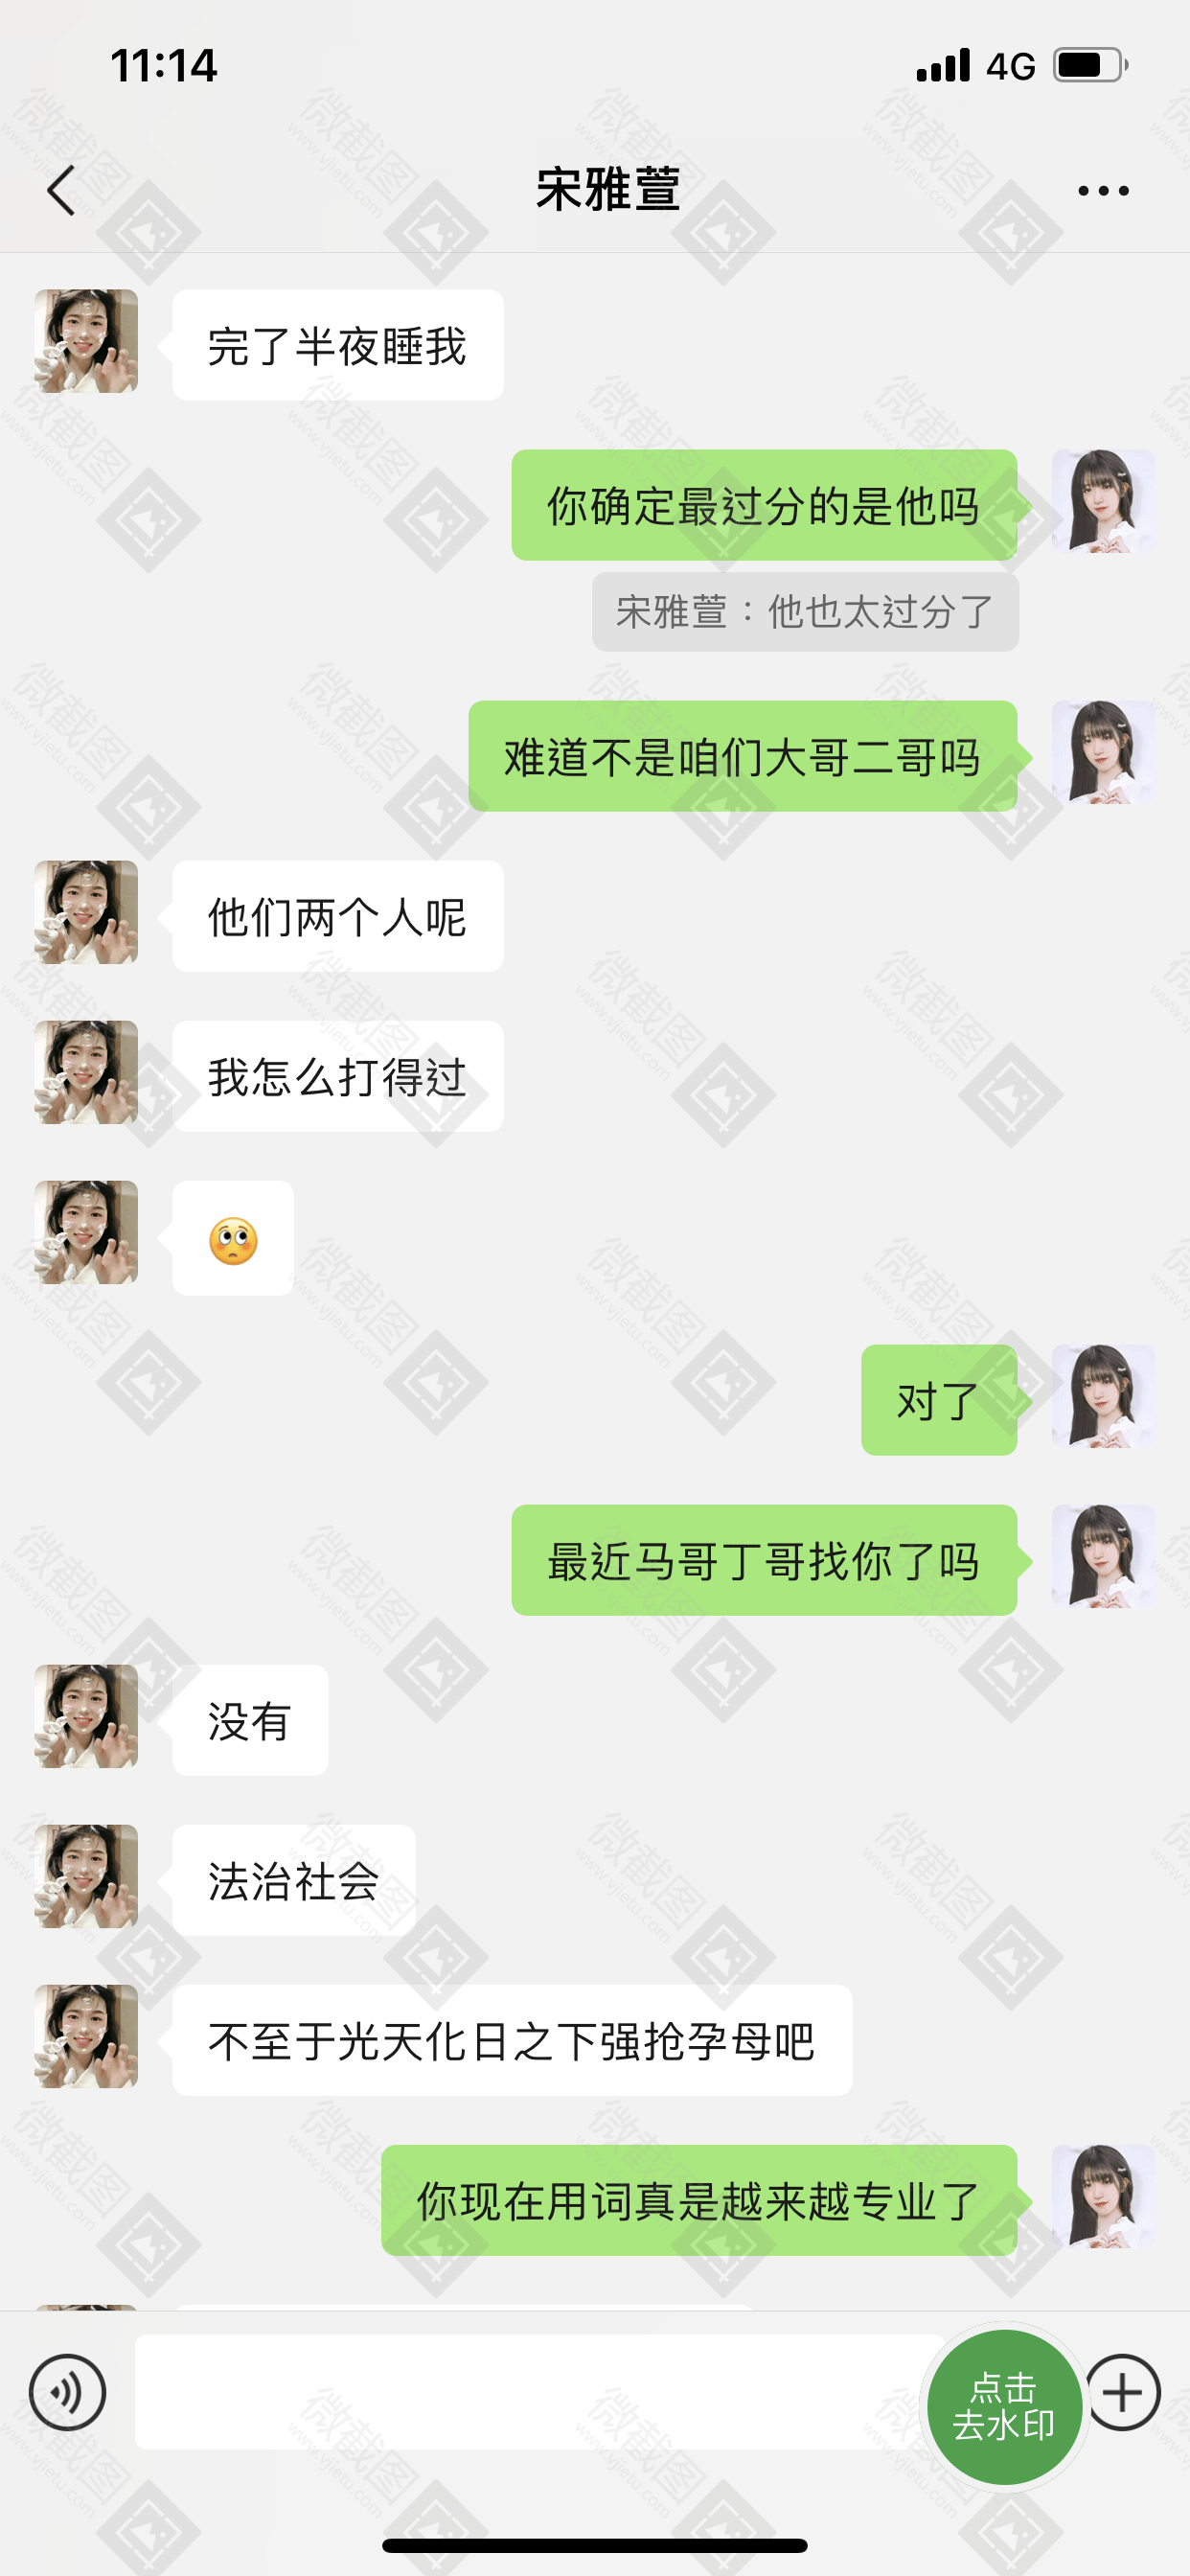 11:14
4G
宋雅萱
完了半夜睡我
你确定最过分的是他吗
宋雅萱：他也太过分了
难道不是咱们大哥二哥吗
他们两个人呢
我怎么打得过
🙄
对了
最近马哥丁哥找你了吗
没有
法治社会
不至于光天化日之下强抢孕母吧
你现在用词真是越来越专业了
点击
去水印
微截图
www.vjietu.com